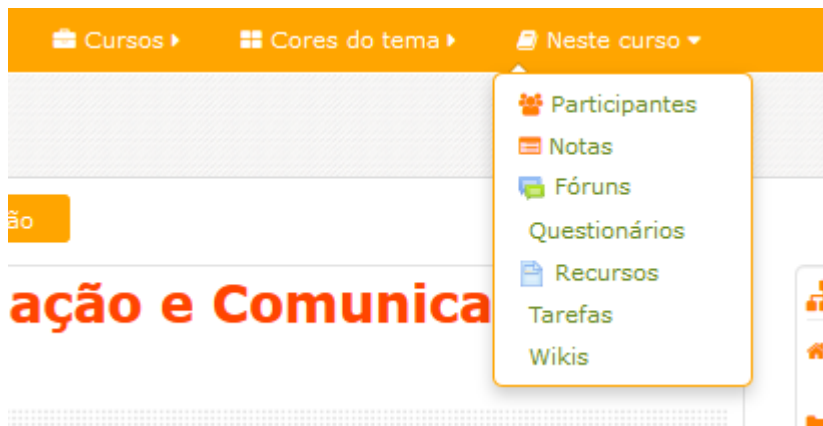 Cursos Cores do tema Neste curso
Participantes
Notas
Fóruns
ão
Questionários
Recursos
ação e Comunica
Tarefas
Wikis